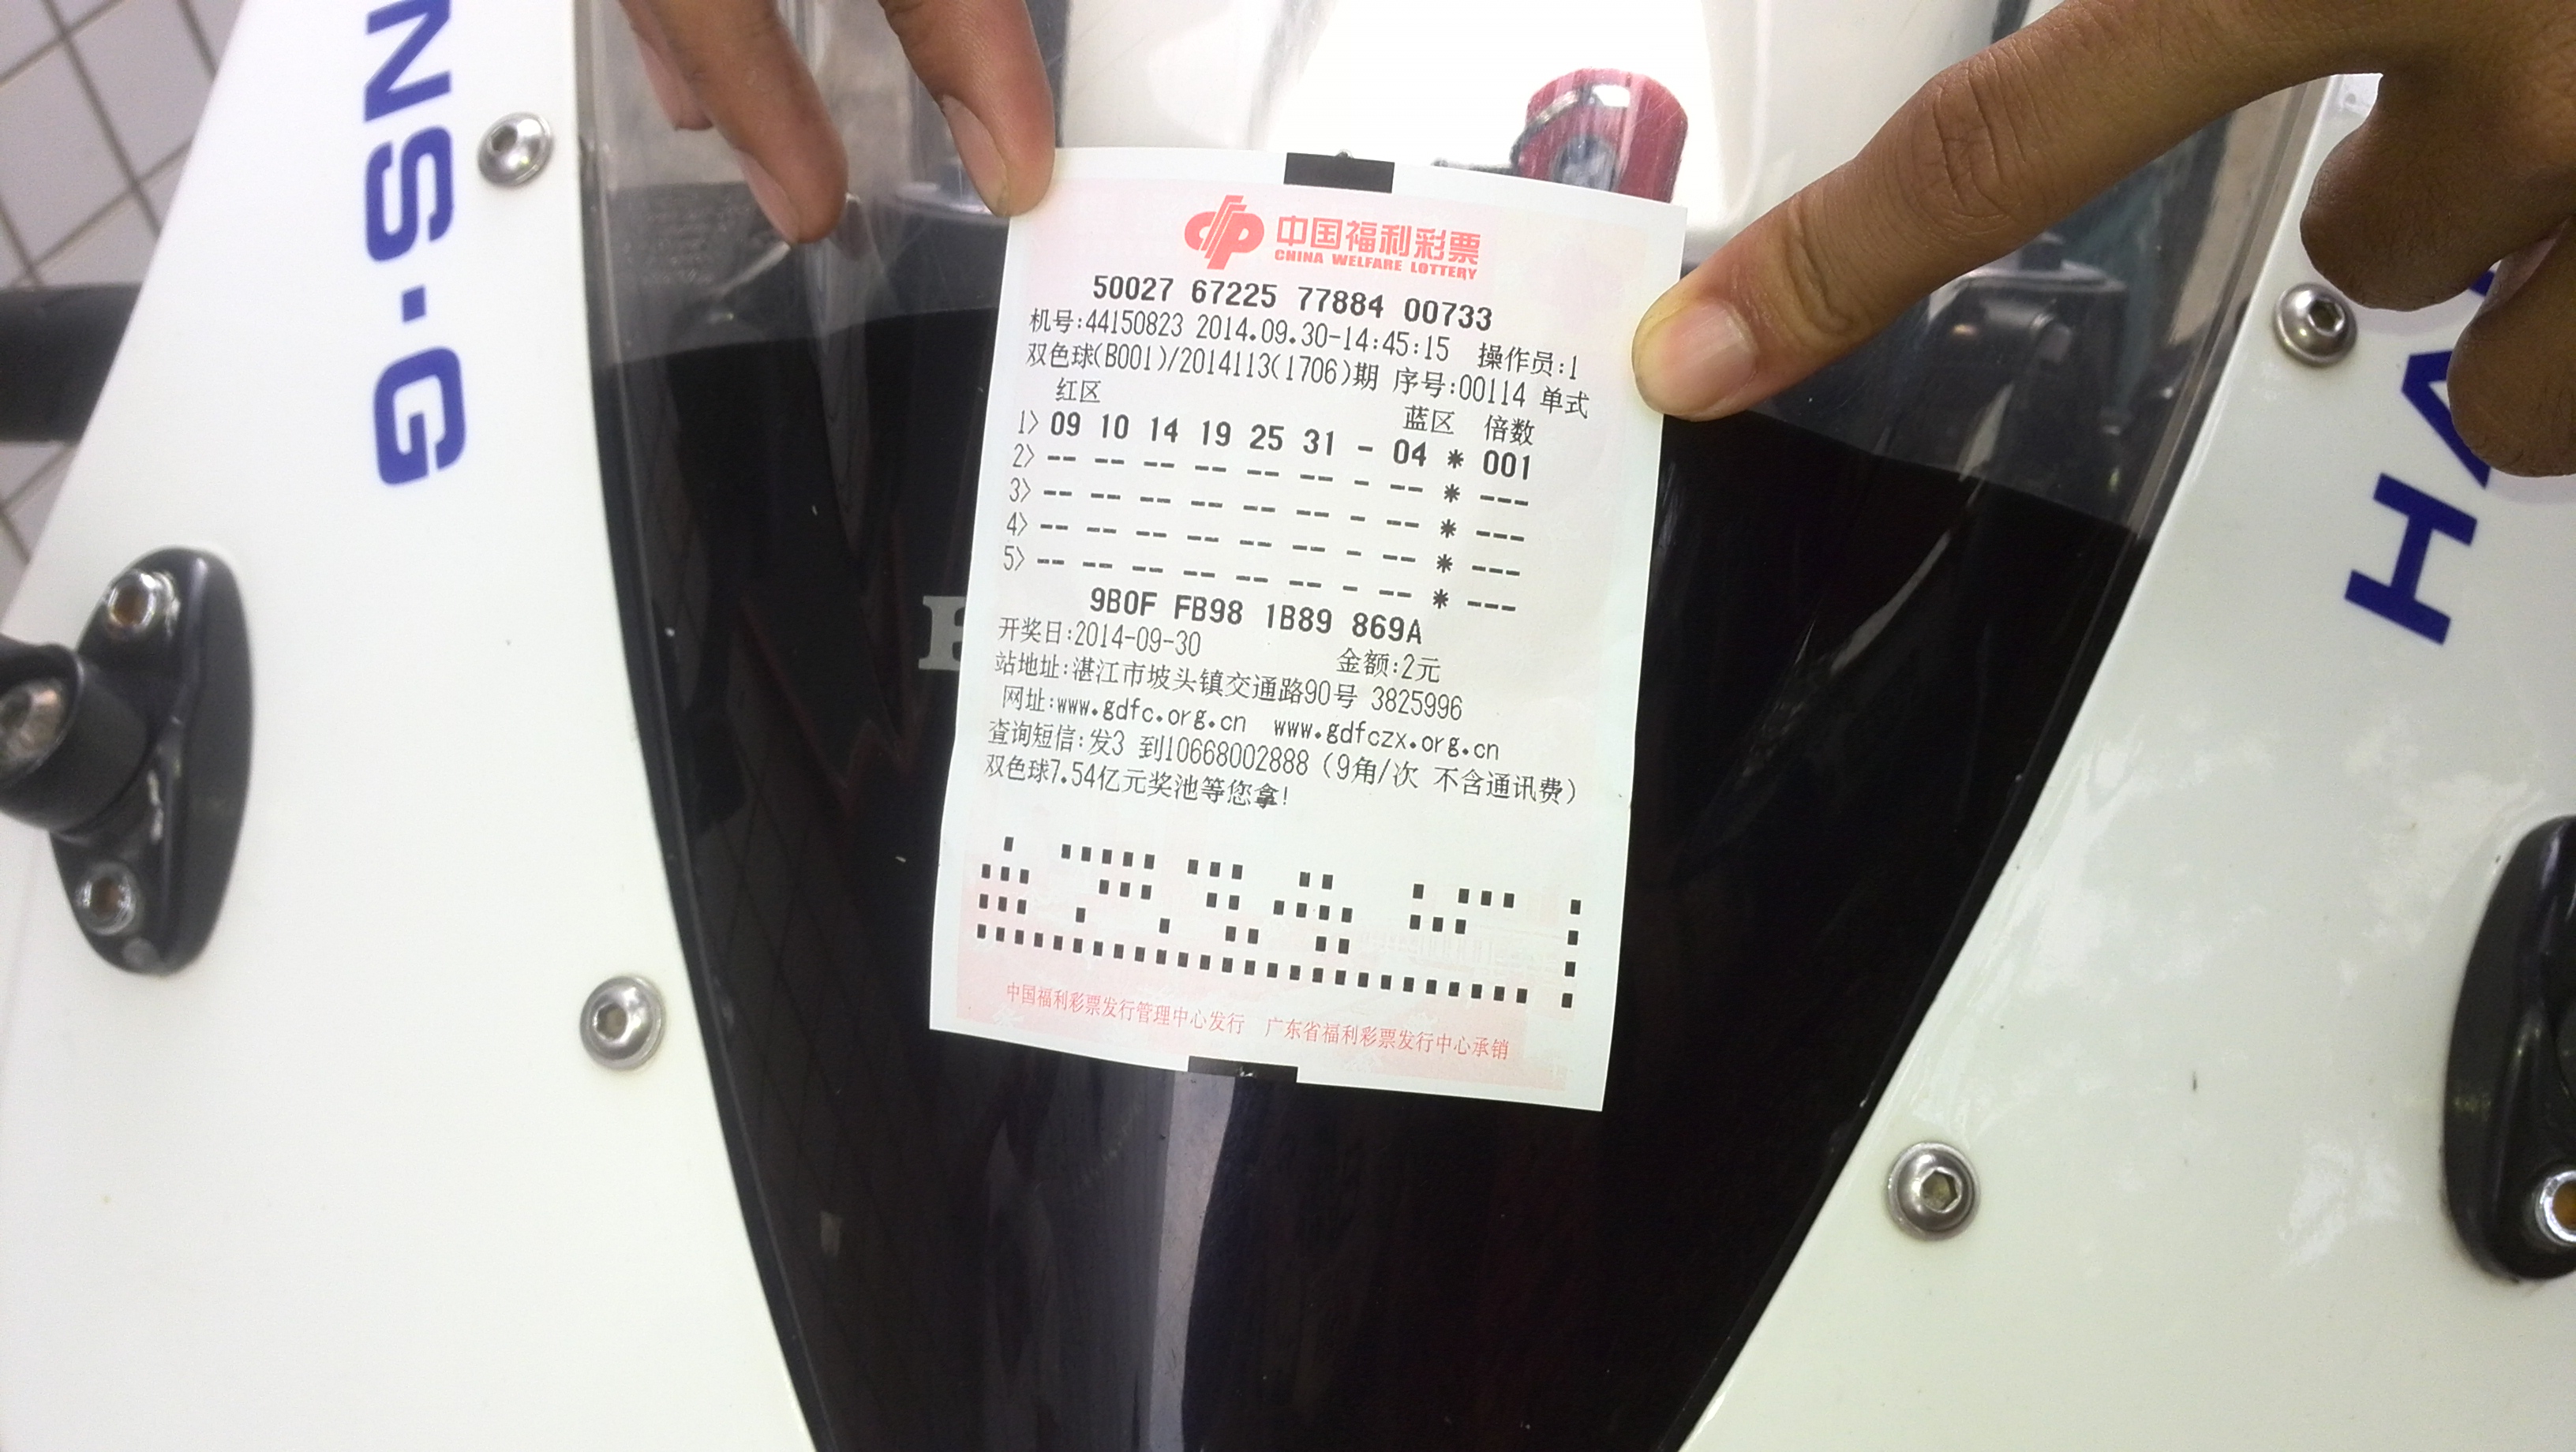 NS·G
中国福利彩票
CHINA WELFARE LOTTERY
50027 67225 77884 00733
机号:44150823 2014.09.30-14:45:15 操作员:1
双色球(B001)/2014113(1706)期 序号:00114 单式
红区 蓝区 倍数
1> 09 10 14 19 25 31 - 04 * 001
2> -- -- -- -- -- -- - -- * ---
3> -- -- -- -- -- -- - -- * ---
4> -- -- -- -- -- -- - -- * ---
5> -- -- -- -- -- -- - -- * ---
9B0F FB98 1B89 869A
开奖日:2014-09-30 金额:2元
站地址:湛江市坡头镇交通路90号 3825996
网址:www.gdfc.org.cn www.gdfczx.org.cn
查询短信:发3 到10668002888（9角/次 不含通讯费）
双色球7.54亿元奖池等您拿!
中国福利彩票发行管理中心发行 广东省福利彩票发行中心承销